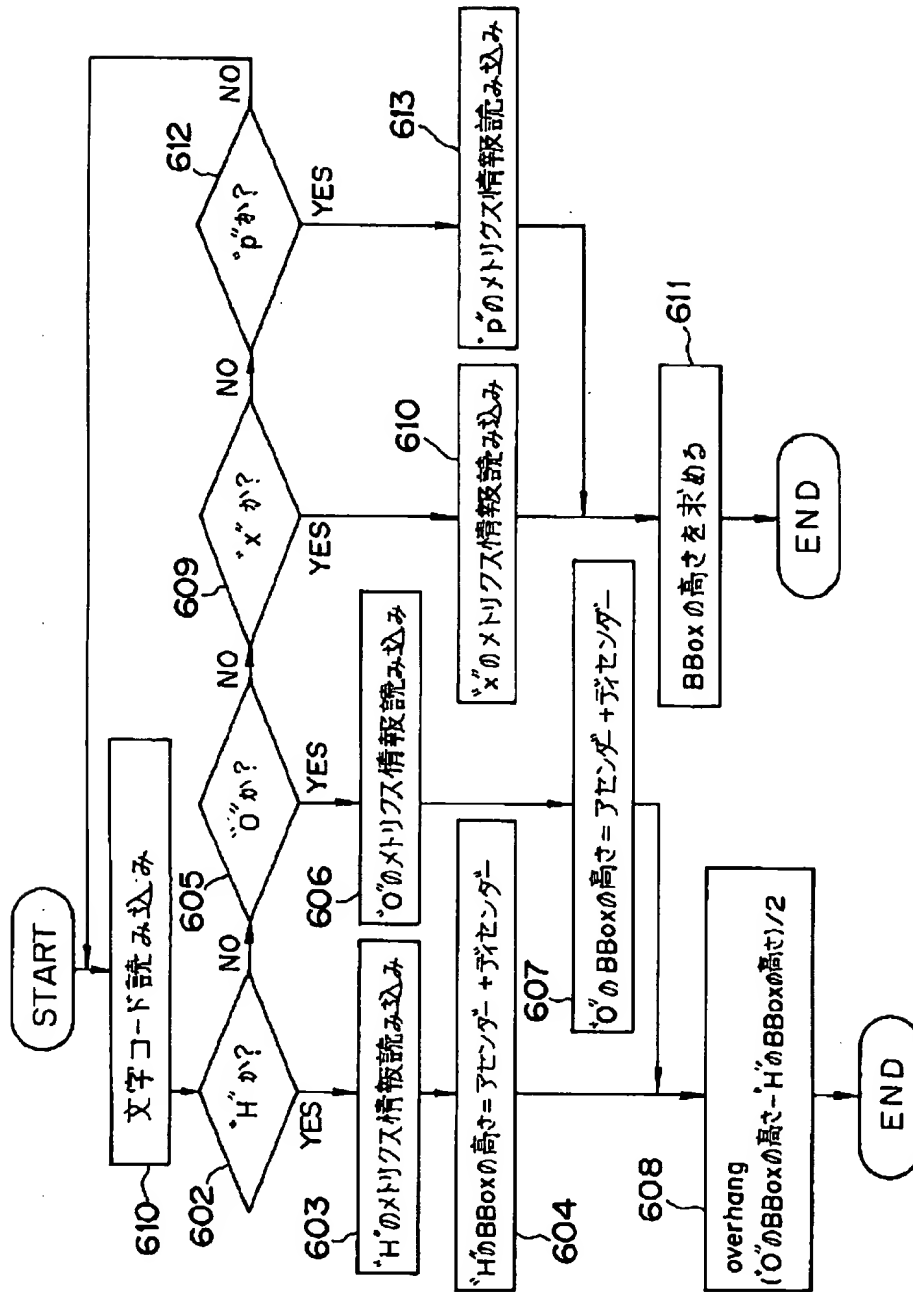 START
610
文字コード読み込み
602
"H"か?
NO
YES
605
"O"か?
NO
YES
609
"x"か?
NO
YES
612
"p"か?
NO
YES
603
"H"のメトリクス情報読み込み
606
"O"のメトリクス情報読み込み
610
"x"のメトリクス情報読み込み
613
"p"のメトリクス情報読み込み
604
"H"のBBoxの高さ=アセンダー+ディセンダー
607
"O"のBBoxの高さ=アセンダー+ディセンダー
611
BBoxの高さを求める
END
608
overhang
("O"のBBoxの高さ-"H"のBBoxの高さ)/2
END